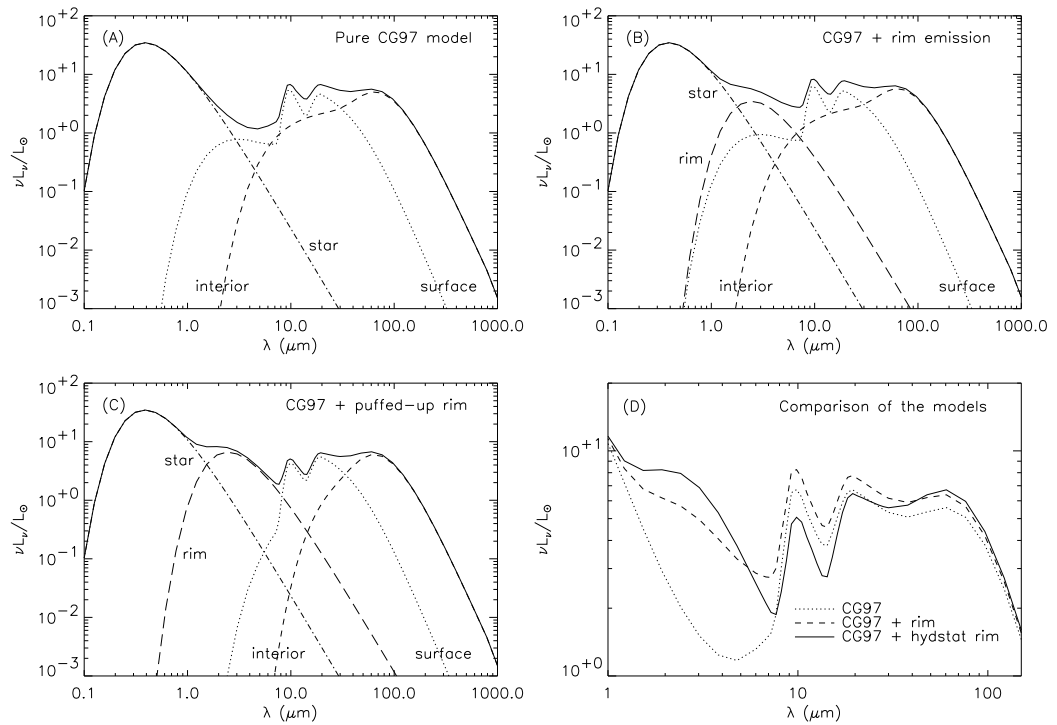 (A) Pure CG97 model
10^+2
10^+1
10^+0
10^-1
10^-2
10^-3
νL_ν/L_⊙
star
interior
surface
0.1 1.0 10.0 100.0 1000.0
λ (μm)
(B) CG97 + rim emission
10^+2
10^+1
10^+0
10^-1
10^-2
10^-3
νL_ν/L_⊙
star
rim
interior
surface
0.1 1.0 10.0 100.0 1000.0
λ (μm)
(C) CG97 + puffed-up rim
10^+2
10^+1
10^+0
10^-1
10^-2
10^-3
νL_ν/L_⊙
star
rim
interior
surface
0.1 1.0 10.0 100.0 1000.0
λ (μm)
(D) Comparison of the models
10^+1
10^+0
νL_ν/L_⊙
CG97
CG97 + rim
CG97 + hydstat rim
1 10 100
λ (μm)